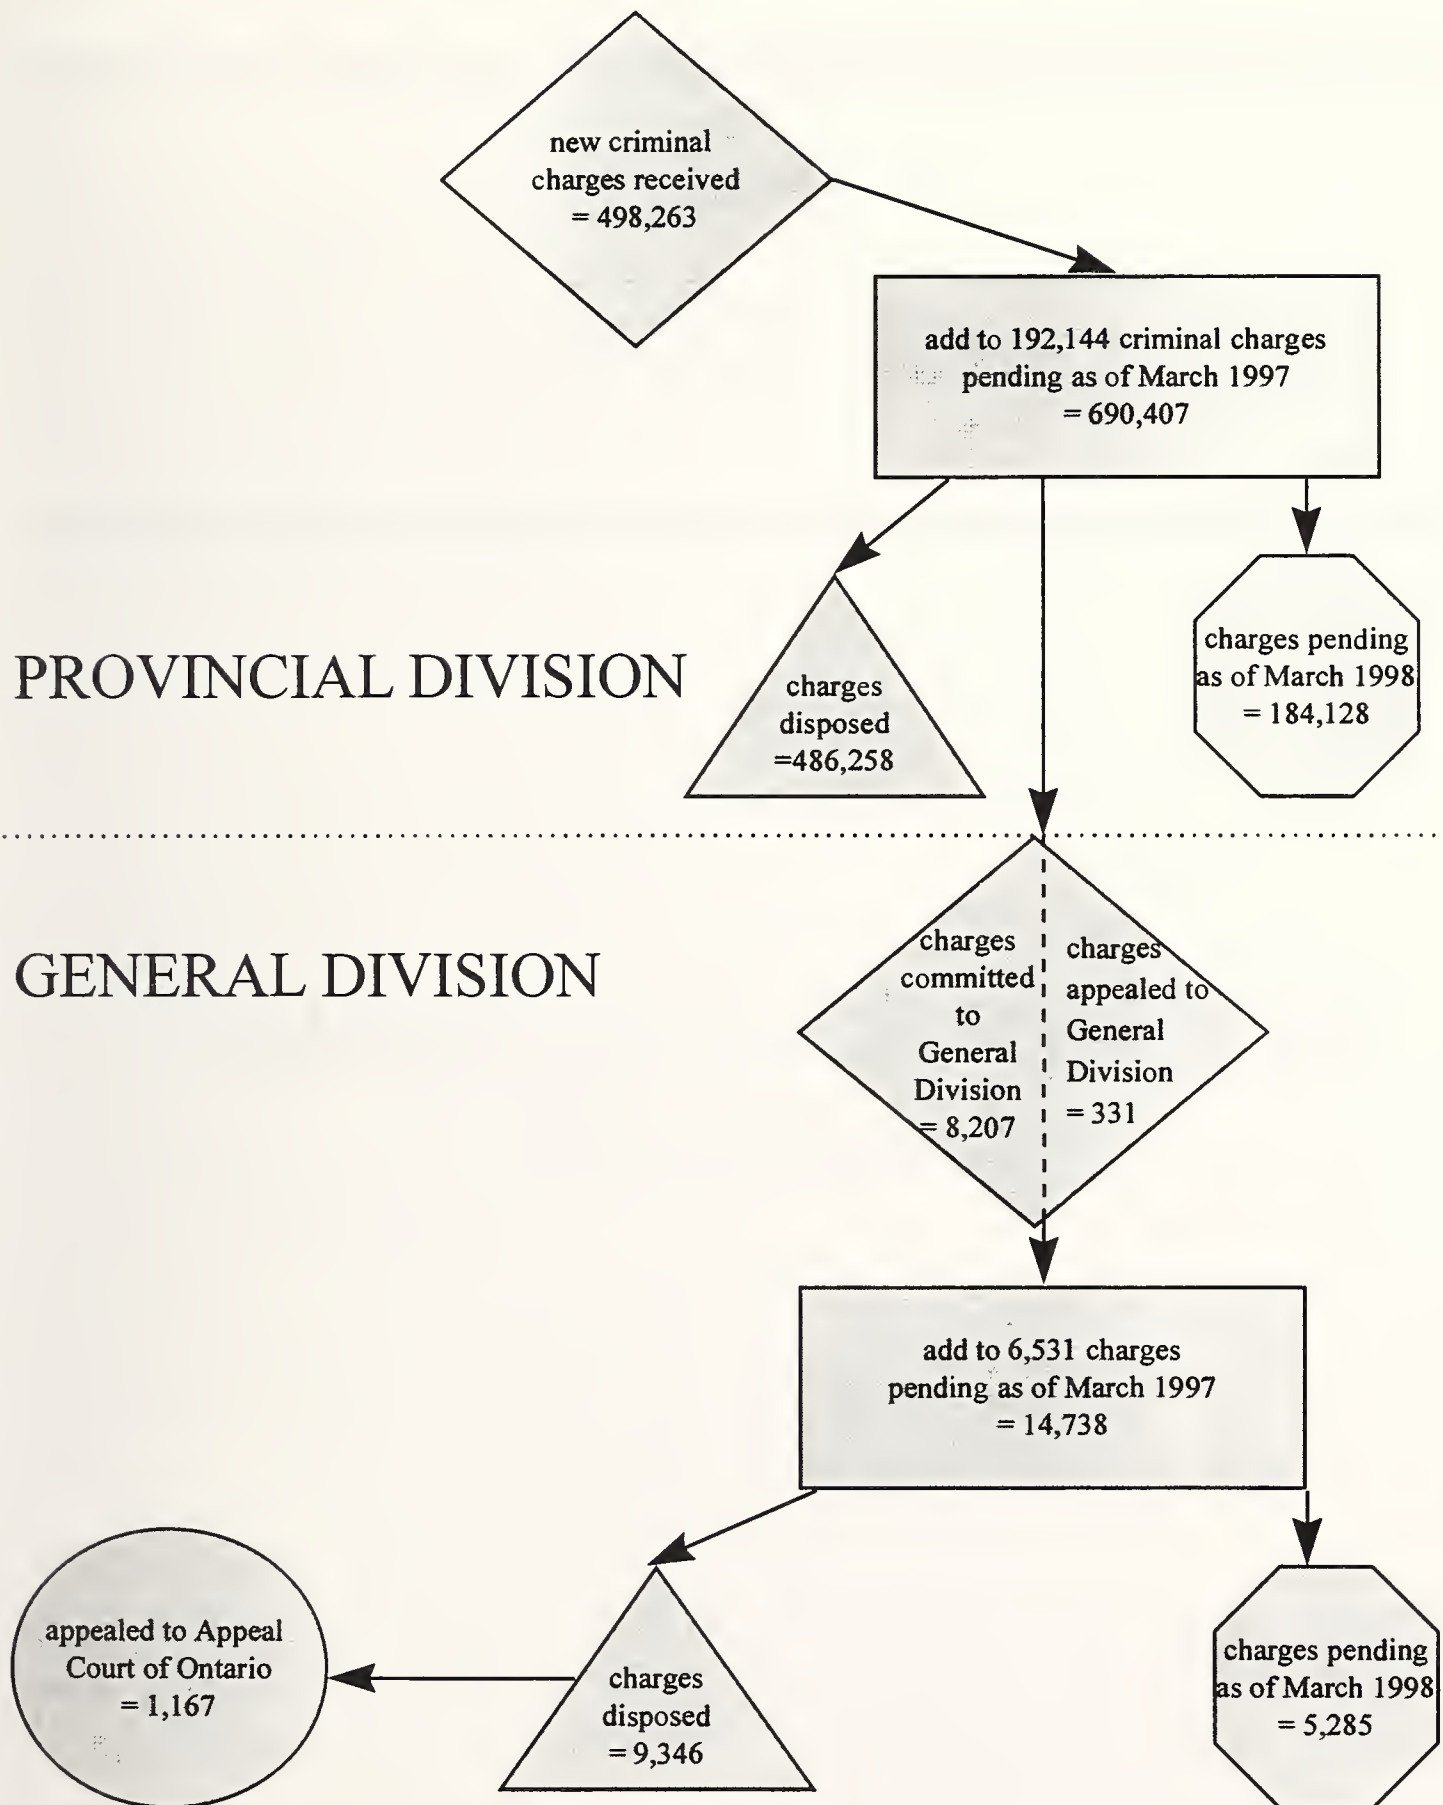 new criminal
charges received
= 498,263
add to 192,144 criminal charges
pending as of March 1997
= 690,407
PROVINCIAL DIVISION
charges
disposed
=486,258
charges pending
as of March 1998
= 184,128
GENERAL DIVISION
charges
committed
to
General
Division
= 8,207
charges
appealed to
General
Division
= 331
add to 6,531 charges
pending as of March 1997
= 14,738
appealed to Appeal
Court of Ontario
= 1,167
charges
disposed
= 9,346
charges pending
as of March 1998
= 5,285